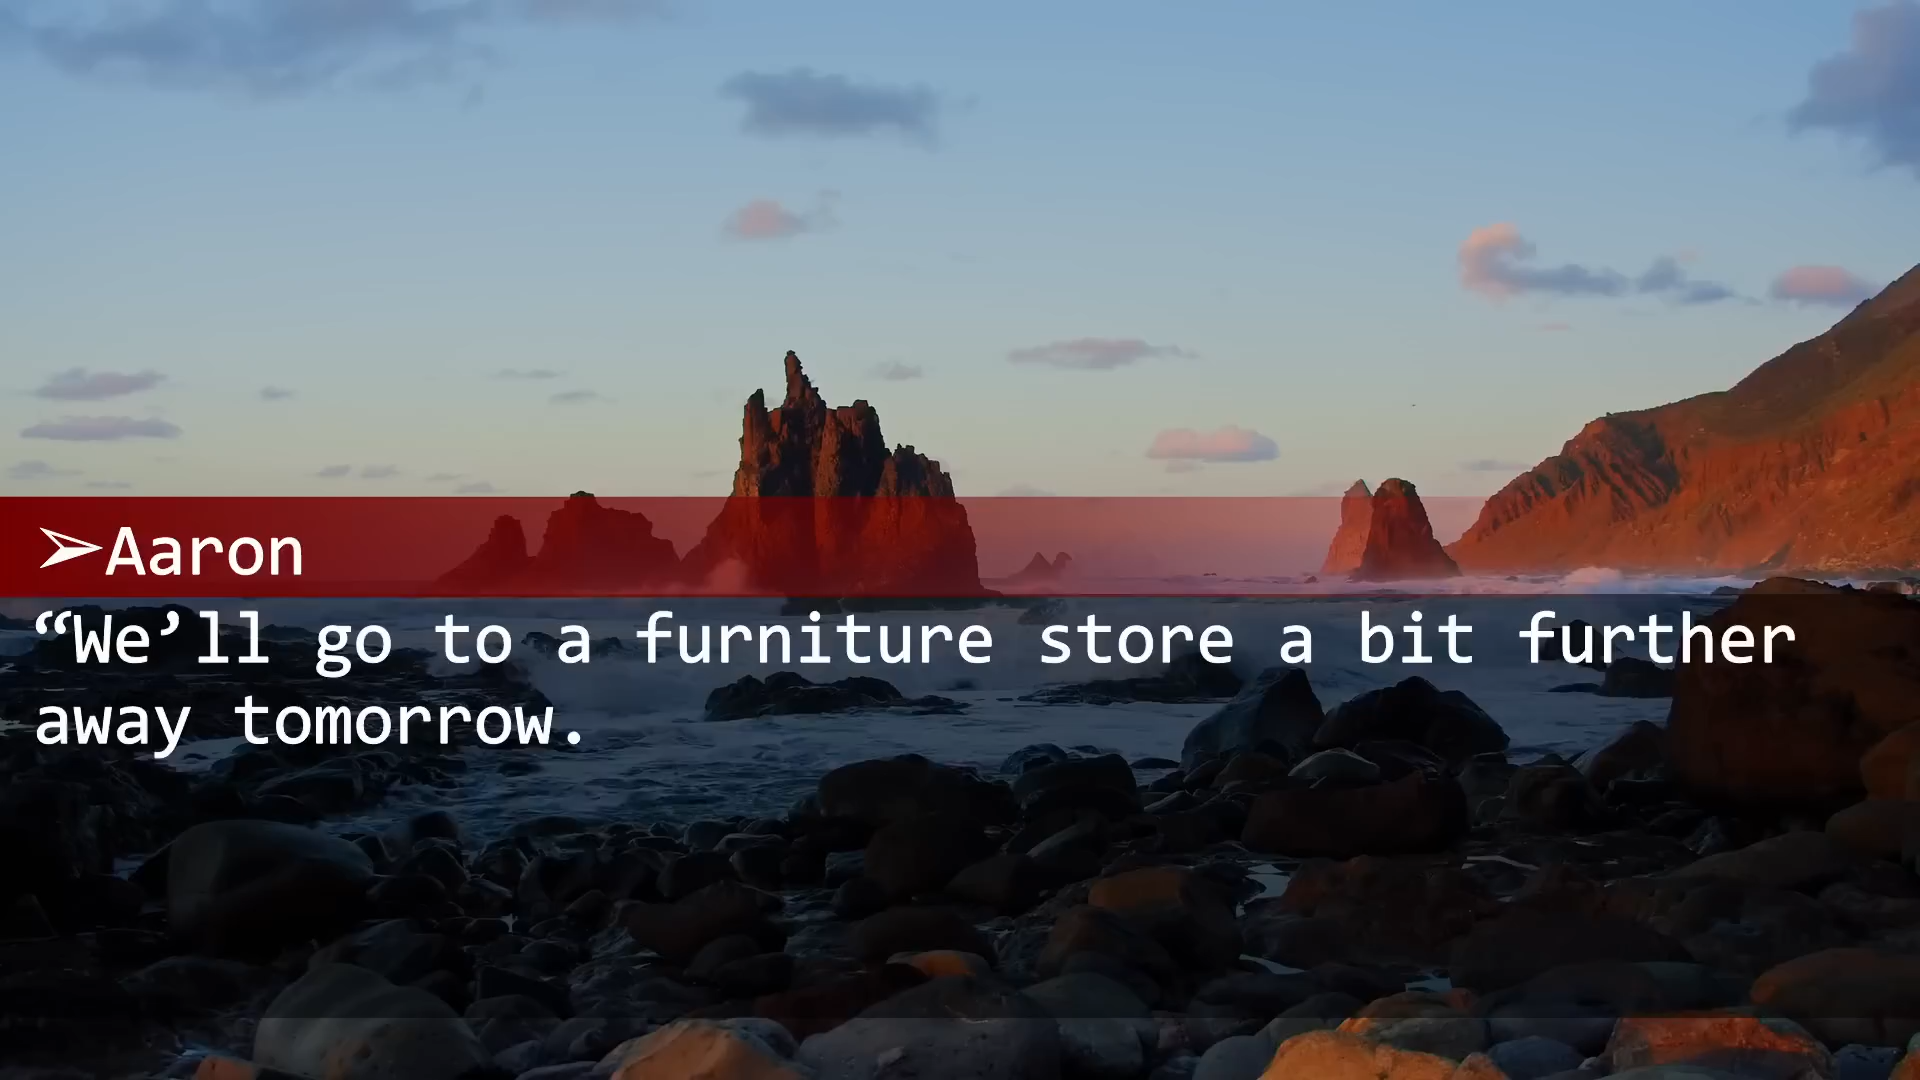 ➢Aaron
“We’ll go to a furniture store a bit further
away tomorrow.